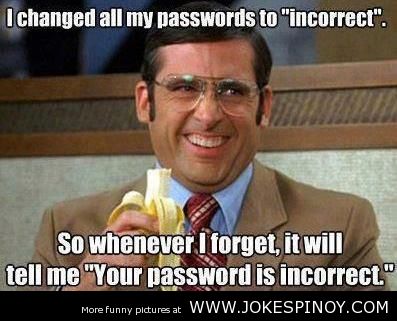 I changed all my passwords to "incorrect".
So whenever I forget, it will
tell me "Your password is incorrect."
More funny pictures at WWW.JOKESPINOY.COM